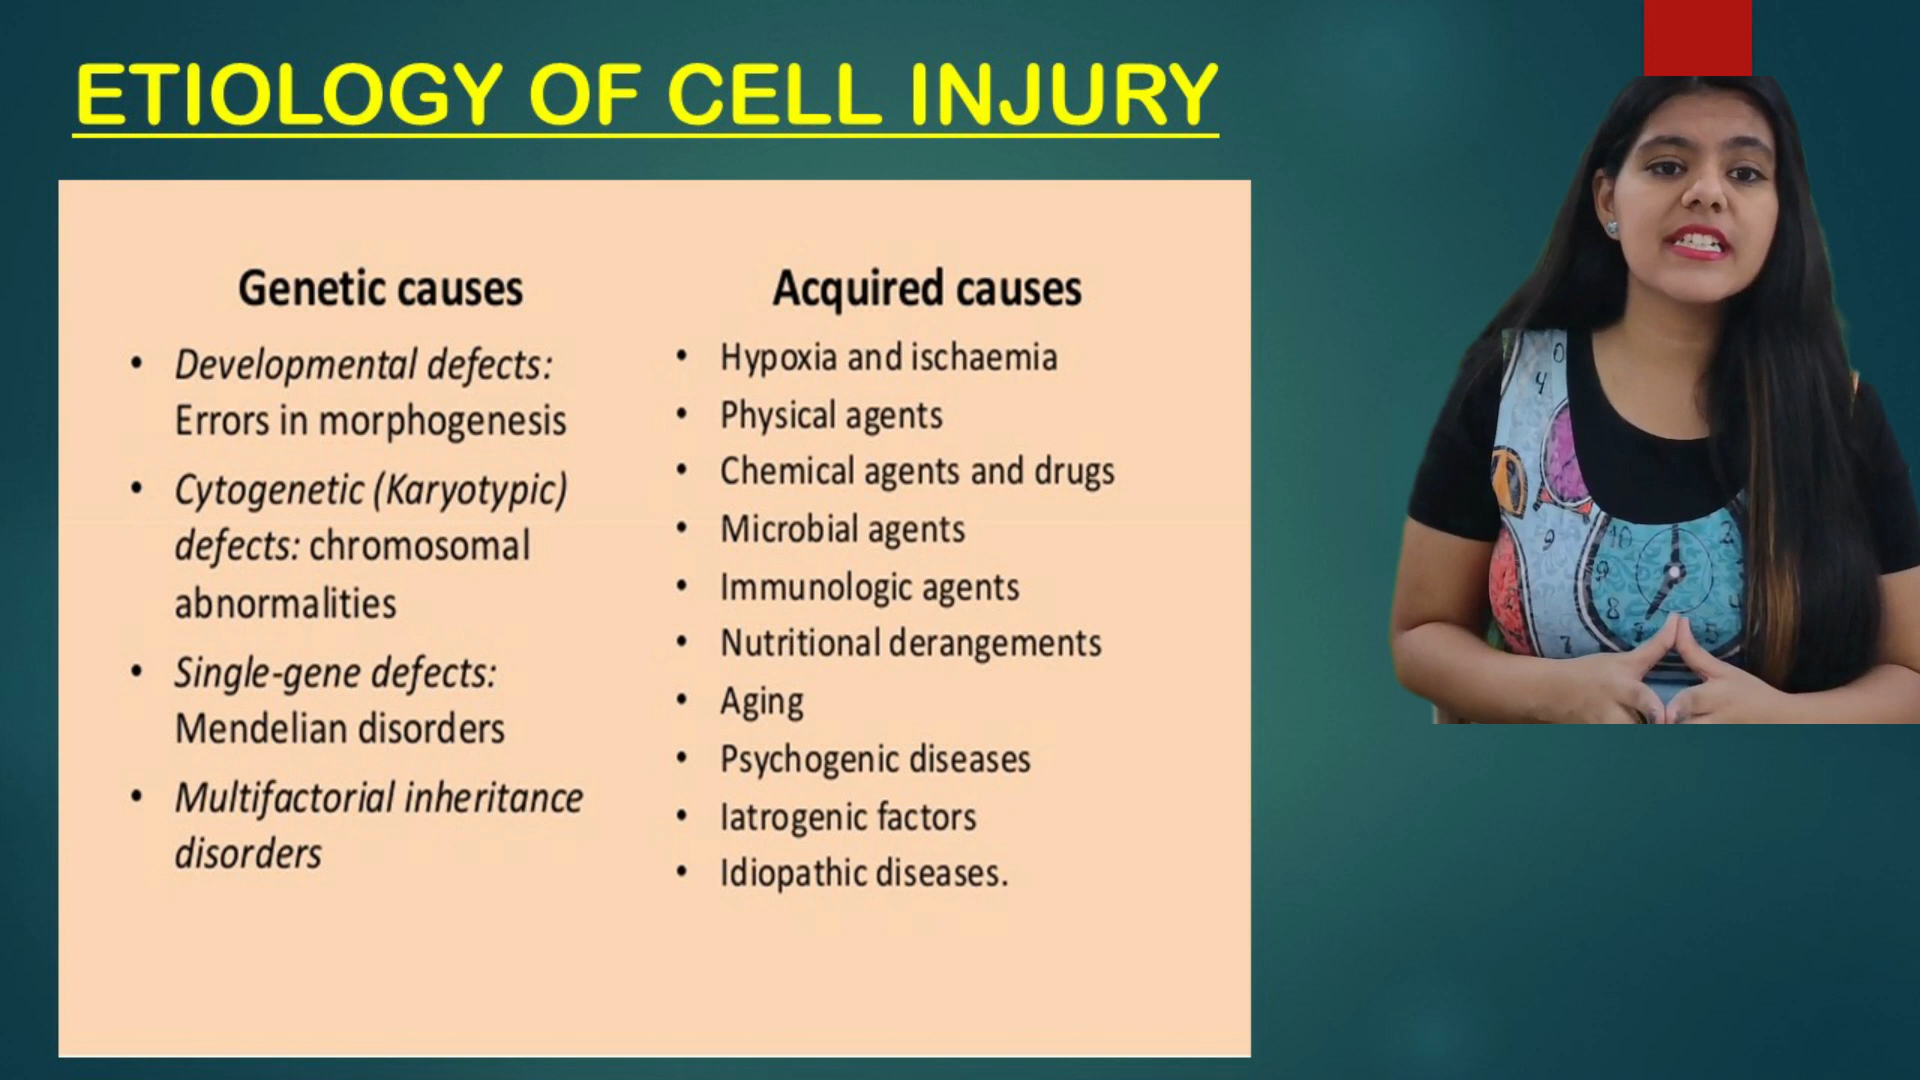 ETIOLOGY OF CELL INJURY
Genetic causes
• Developmental defects:
Errors in morphogenesis
• Cytogenetic (Karyotypic)
defects: chromosomal
abnormalities
• Single-gene defects:
Mendelian disorders
• Multifactorial inheritance
disorders
Acquired causes
• Hypoxia and ischaemia
• Physical agents
• Chemical agents and drugs
• Microbial agents
• Immunologic agents
• Nutritional derangements
• Aging
• Psychogenic diseases
• Iatrogenic factors
• Idiopathic diseases.